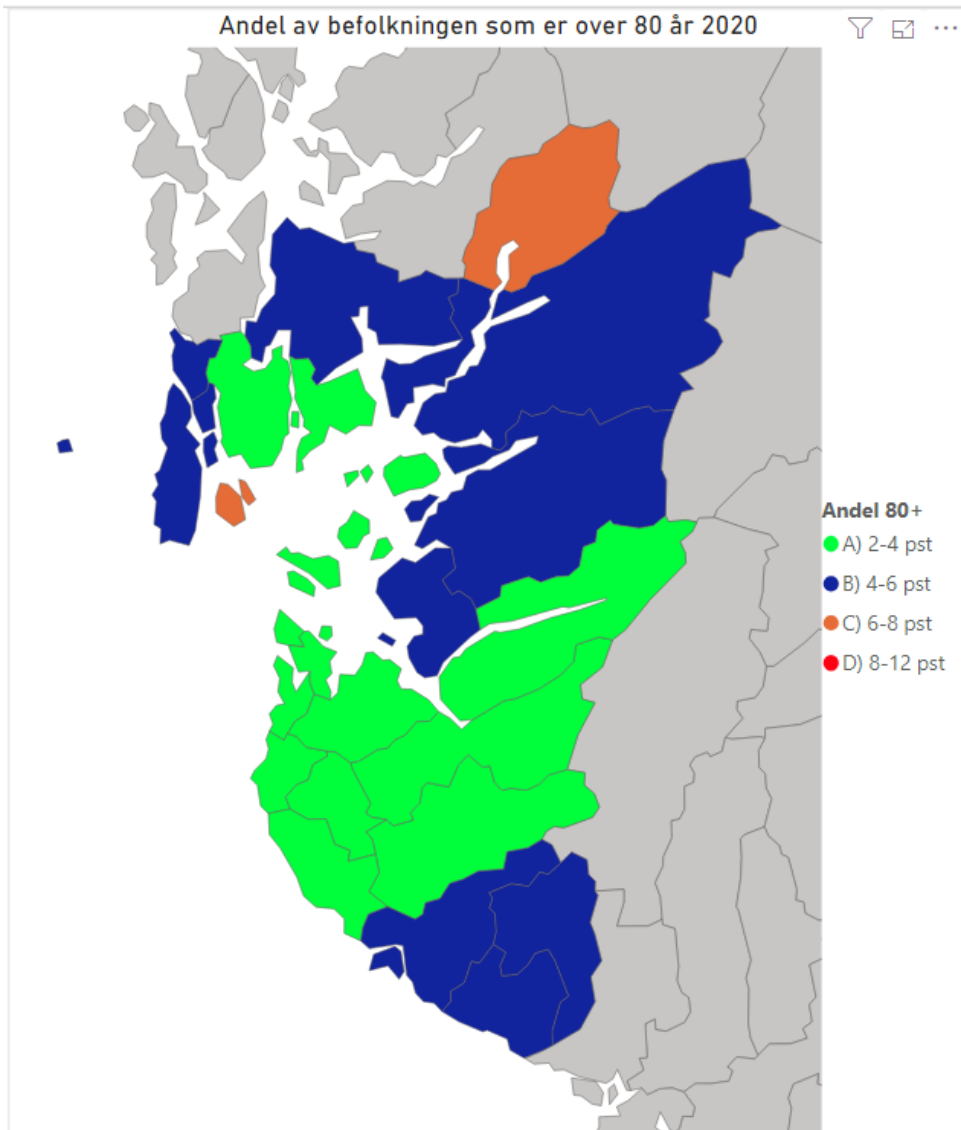 Andel av befolkningen som er over 80 år 2020
Andel 80+
A) 2-4 pst
B) 4-6 pst
C) 6-8 pst
D) 8-12 pst